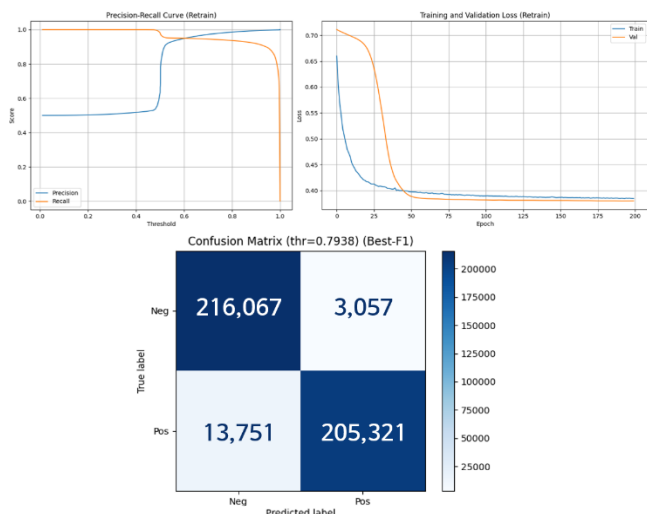 Precision-Recall Curve (Retrain)
1.0
0.8
0.6
0.4
0.2
0.0
Score
Precision
Recall
0.0 0.2 0.4 0.6 0.8 1.0
Threshold
Training and Validation Loss (Retrain)
Train
Val
0.70
0.65
0.60
0.55
0.50
0.45
0.40
Loss
0 25 50 75 100 125 150 175 200
Epoch
Confusion Matrix (thr=0.7938) (Best-F1)
Neg
216,067 3,057
True label
Pos
13,751 205,321
Neg Pos
Predicted label
200000
175000
150000
125000
100000
75000
50000
25000